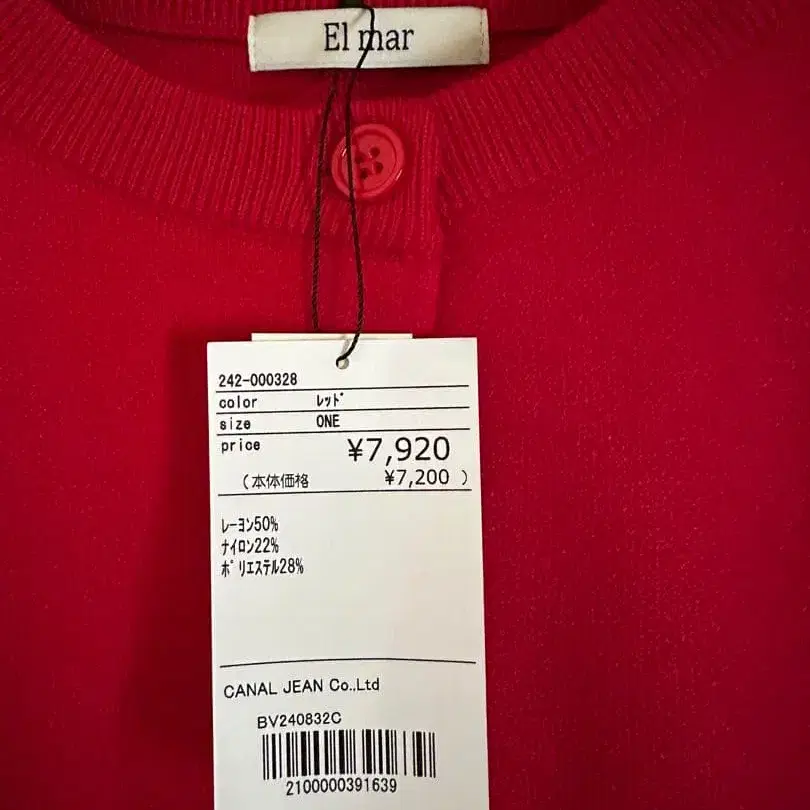 El mar
242-000328
color ﾚｯﾄﾞ
size ONE
price ¥7,920
(本体価格 ¥7,200 )
ﾚｰﾖﾝ50%
ﾅｲﾛﾝ22%
ﾎﾟﾘｴｽﾃﾙ28%
CANAL JEAN Co.,Ltd
BV240832C
2100000391639